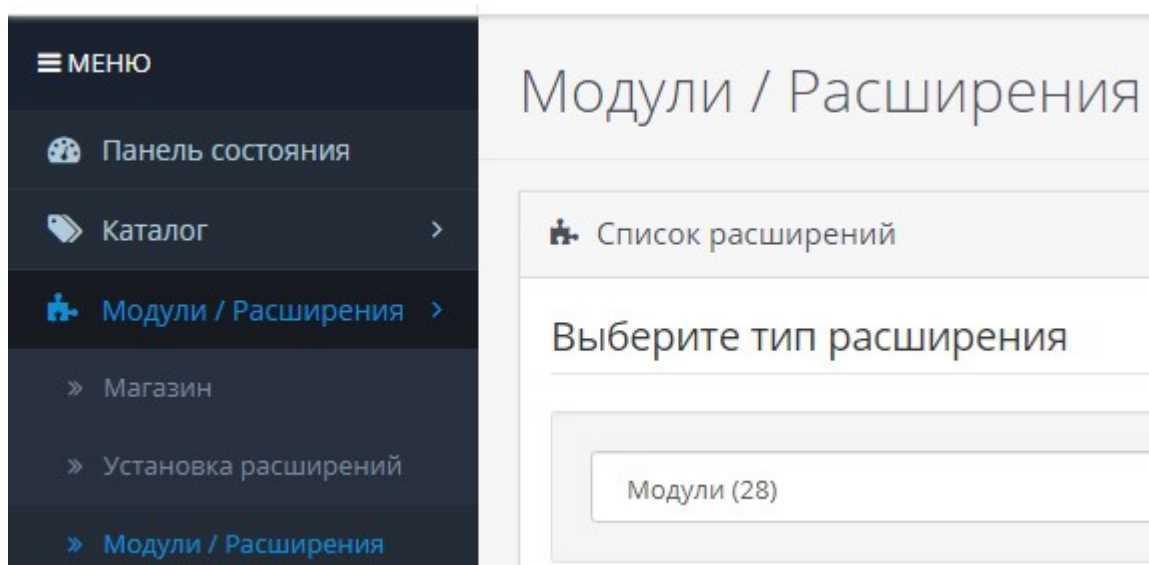 МЕНЮ
Панель состояния
Каталог
Модули / Расширения
Магазин
Установка расширений
Модули / Расширения
Модули / Расширения
Список расширений
Выберите тип расширения
Модули (28)